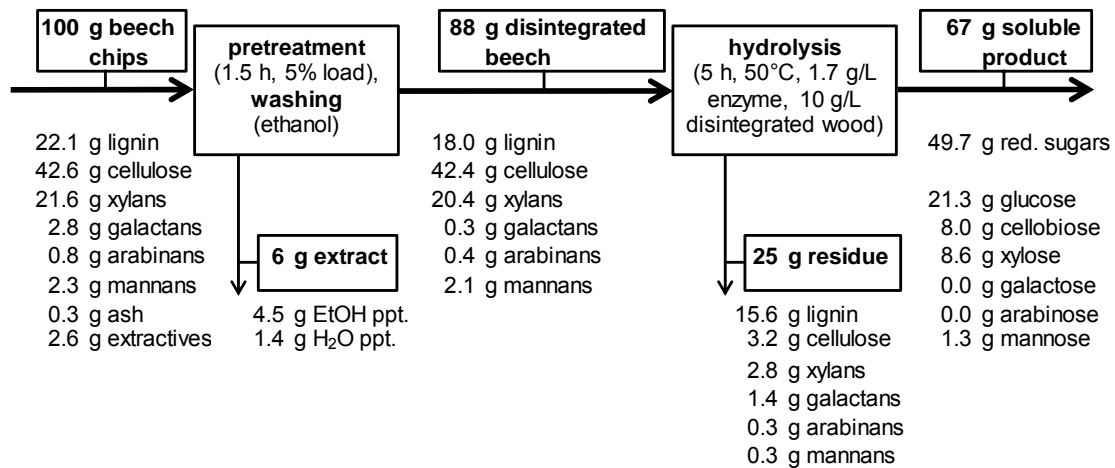 100 g beech
chips
pretreatment
(1.5 h, 5% load),
washing
(ethanol)
88 g disintegrated
beech
hydrolysis
(5 h, 50°C, 1.7 g/L
enzyme, 10 g/L
disintegrated wood)
67 g soluble
product
22.1 g lignin
42.6 g cellulose
21.6 g xylans
2.8 g galactans
0.8 g arabinans
2.3 g mannans
0.3 g ash
2.6 g extractives
6 g extract
4.5 g EtOH ppt.
1.4 g H₂O ppt.
18.0 g lignin
42.4 g cellulose
20.4 g xylans
0.3 g galactans
0.4 g arabinans
2.1 g mannans
25 g residue
15.6 g lignin
3.2 g cellulose
2.8 g xylans
1.4 g galactans
0.3 g arabinans
0.3 g mannans
49.7 g red. sugars
21.3 g glucose
8.0 g cellobiose
8.6 g xylose
0.0 g galactose
0.0 g arabinose
1.3 g mannose